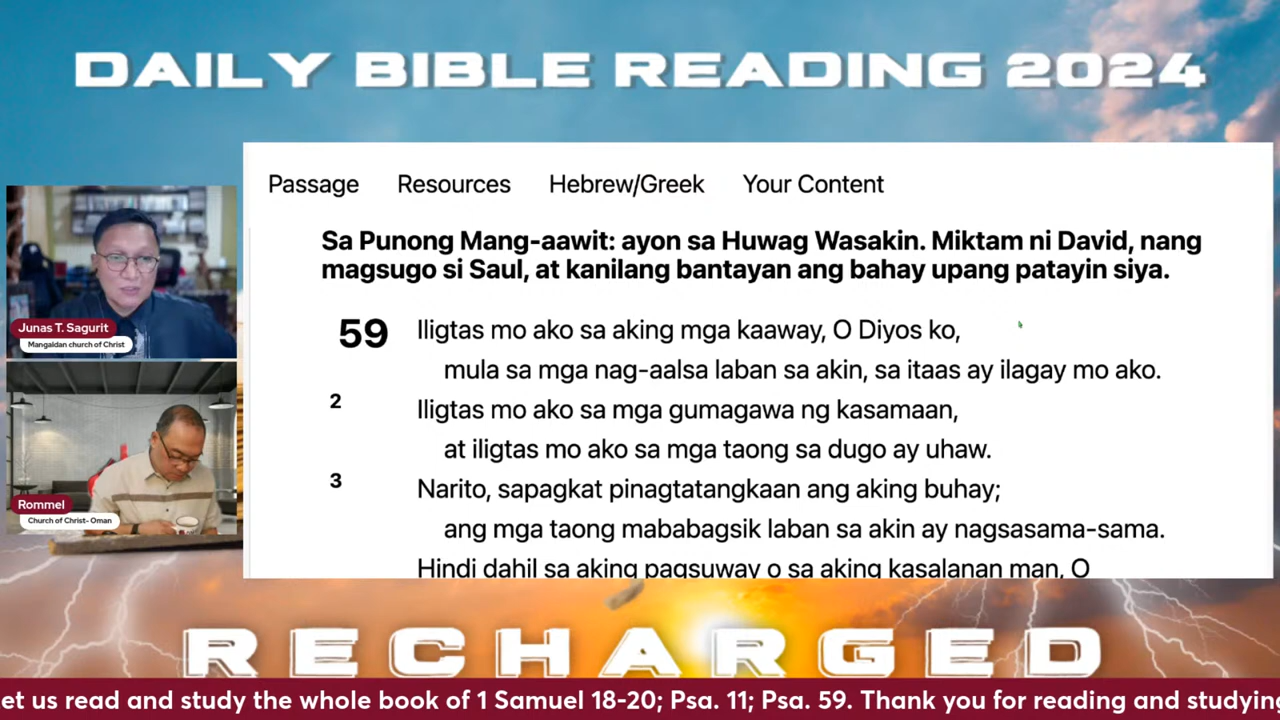 DAILY BIBLE READING 2024
Passage Resources Hebrew/Greek Your Content
Sa Punong Mang-aawit: ayon sa Huwag Wasakin. Miktam ni David, nang
magsugo si Saul, at kanilang bantayan ang bahay upang patayin siya.
59 Iligtas mo ako sa aking mga kaaway, O Diyos ko,
mula sa mga nag-aalsa laban sa akin, sa itaas ay ilagay mo ako.
2 Iligtas mo ako sa mga gumagawa ng kasamaan,
at iligtas mo ako sa mga taong sa dugo ay uhaw.
3 Narito, sapagkat pinagtatangkaan ang aking buhay;
ang mga taong mababagsik laban sa akin ay nagsasama-sama.
Hindi dahil sa aking pagsuway o sa aking kasalanan man, O
Junas T. Sagurit
Mangaldan church of Christ
Rommel
Church of Christ- Oman
RECHARGED
et us read and study the whole book of 1 Samuel 18-20; Psa. 11; Psa. 59. Thank you for reading and studying